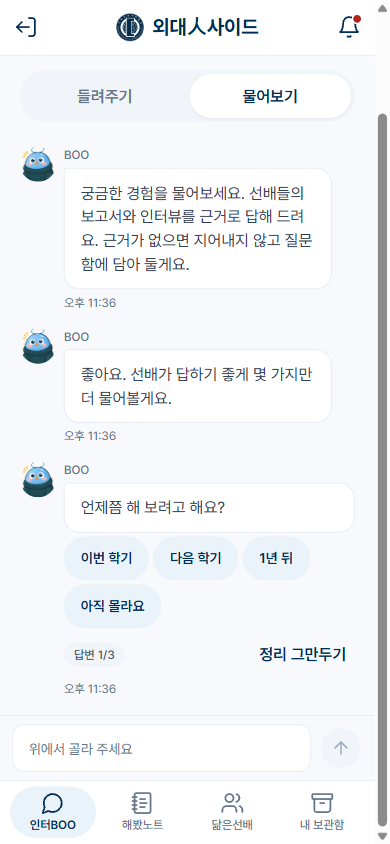 외대人사이드
들려주기
물어보기
BOO
궁금한 경험을 물어보세요. 선배들의
보고서와 인터뷰를 근거로 답해 드려
요. 근거가 없으면 지어내지 않고 질문
함에 담아 둘게요.
오후 11:36
BOO
좋아요. 선배가 답하기 좋게 몇 가지만
더 물어볼게요.
오후 11:36
BOO
언제쯤 해 보려고 해요?
이번 학기
다음 학기
1년 뒤
아직 몰라요
답변 1/3
정리 그만두기
오후 11:36
위에서 골라 주세요
인터BOO
해봤노트
닮은선배
내 보관함